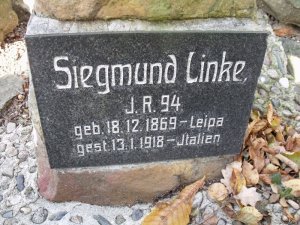 Siegmund Linke,
J.R. 94
geb. 18.12.1869–Leipa
gest. 13.1.1918–Jtalien